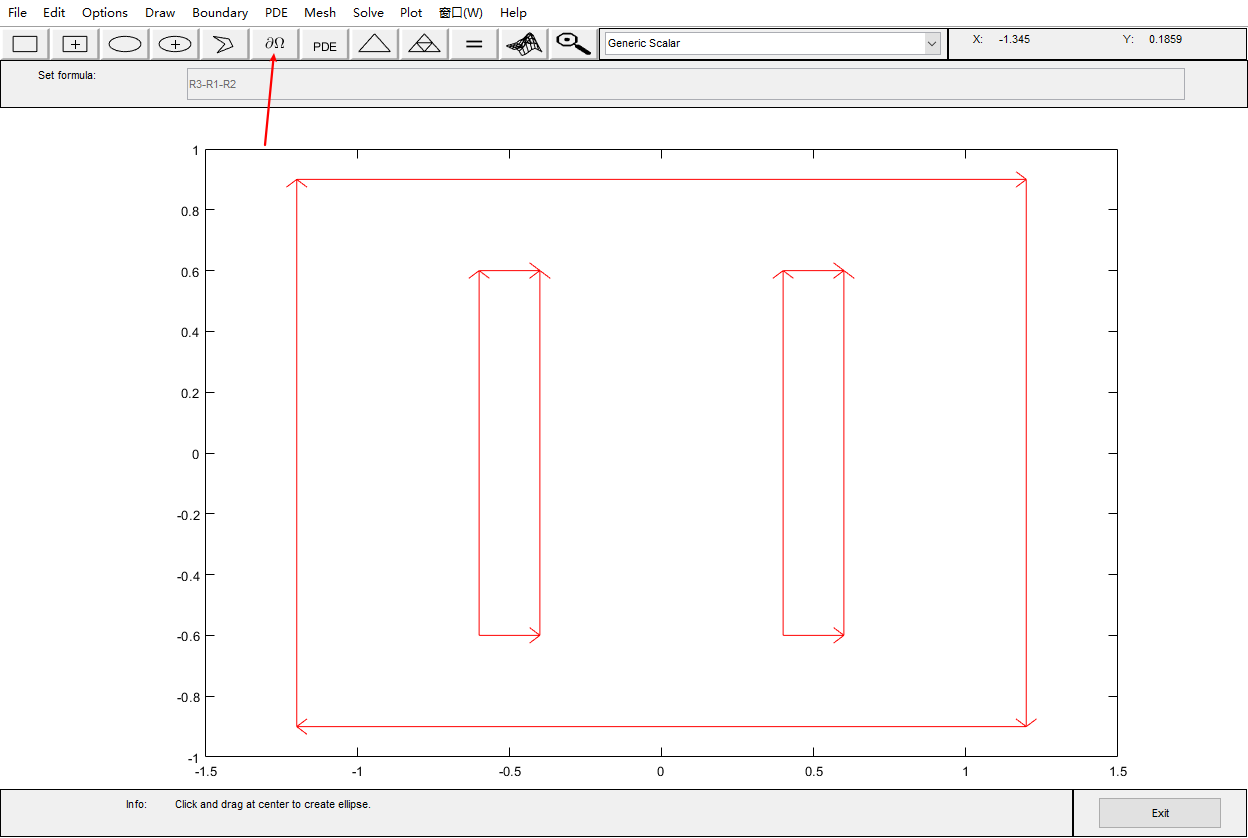 File Edit Options Draw Boundary PDE Mesh Solve Plot 窗口(W) Help
∂Ω PDE = Generic Scalar X: -1.345 Y: 0.1859
Set formula: R3-R1-R2
1
0.8
0.6
0.4
0.2
0
-0.2
-0.4
-0.6
-0.8
-1
-1.5 -1 -0.5 0 0.5 1 1.5
Info: Click and drag at center to create ellipse. Exit